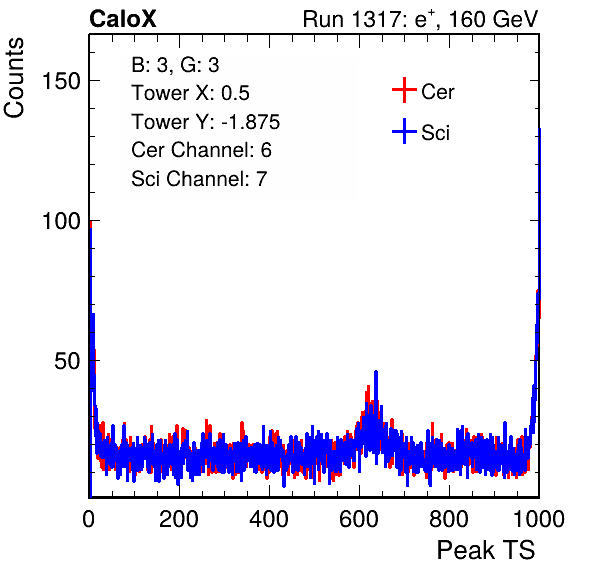 CaloX Run 1317: e⁺, 160 GeV
Counts
B: 3, G: 3
Tower X: 0.5
Tower Y: -1.875
Cer Channel: 6
Sci Channel: 7
Cer
Sci
150
100
50
0 200 400 600 800 1000
Peak TS